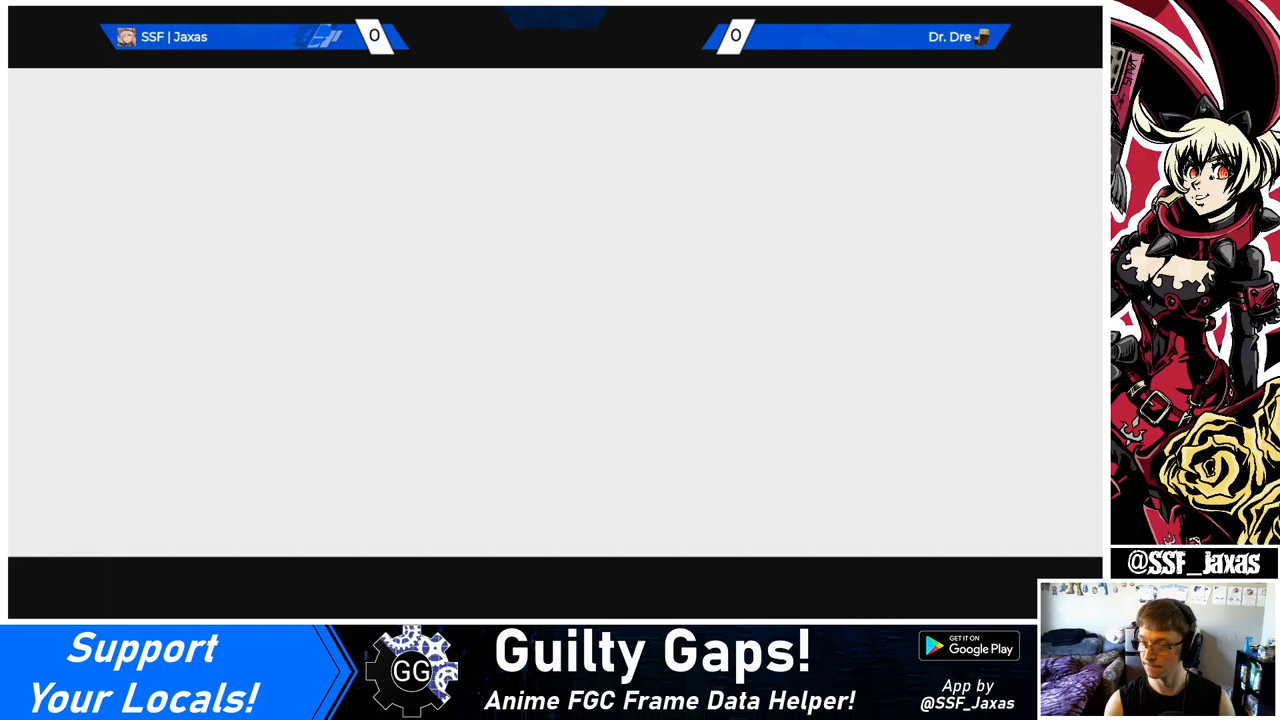 SSF | Jaxas
0
0
Dr. Dre
@SSF_Jaxas
Support
Your Locals!
GG
Guilty Gaps!
Anime FGC Frame Data Helper!
GET IT ON
Google Play
App by
@SSF_Jaxas